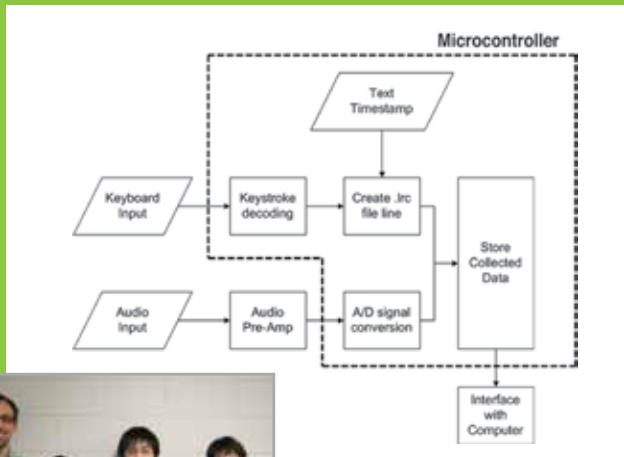 Microcontroller
Text
Timestamp
Keyboard
Input
Keystroke
decoding
Create .lrc
file line
Store
Collected
Data
Audio
Input
Audio
Pre-Amp
A/D signal
conversion
Interface
with
Computer